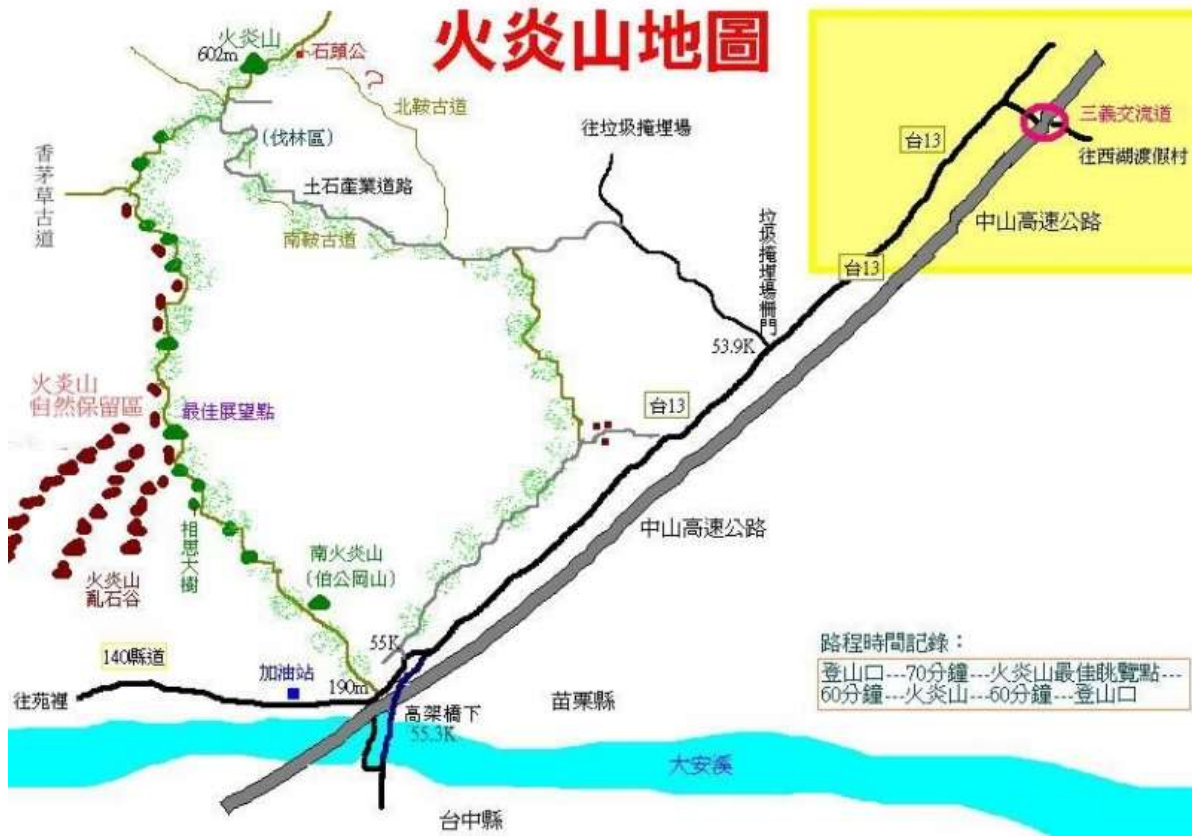 火炎山地圖
火炎山
602m
石頭公
北鞍古道
往垃圾掩埋場
台13
三義交流道
往西湖渡假村
(伐林區)
香茅草古道
土石產業道路
南鞍古道
垃圾掩埋場柵門
中山高速公路
台13
53.9K
火炎山
自然保留區
最佳展望點
台13
中山高速公路
相思大樹
火炎山
亂石谷
南火炎山
(伯公岡山)
55K
140縣道
加油站
190m
往苑裡
高架橋下
55.3K
苗栗縣
路程時間記錄：
登山口---70分鐘---火炎山最佳眺覽點---
60分鐘---火炎山---60分鐘---登山口
大安溪
台中縣